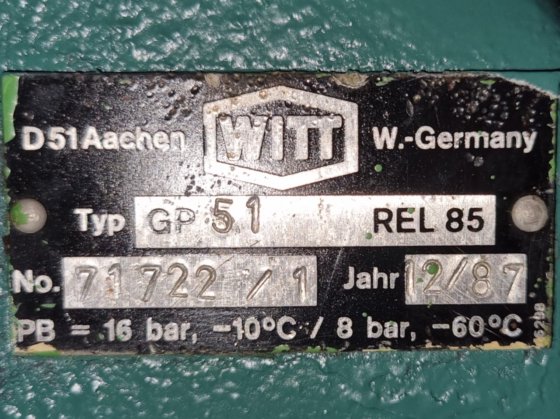 D51Aachen WITT W.-Germany
Typ GP 51 REL 85
No. 71722/1 Jahr 12/87
PB = 16 bar, -10°C / 8 bar, -60°C